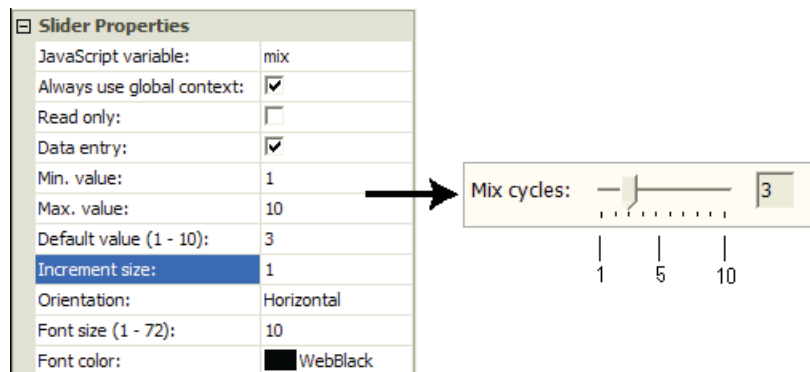 Slider Properties
JavaScript variable: mix
Always use global context:
Read only:
Data entry:
Min. value: 1
Max. value: 10
Default value (1 - 10): 3
Increment size: 1
Orientation: Horizontal
Font size (1 - 72): 10
Font color: WebBlack
Mix cycles: 3
1 5 10